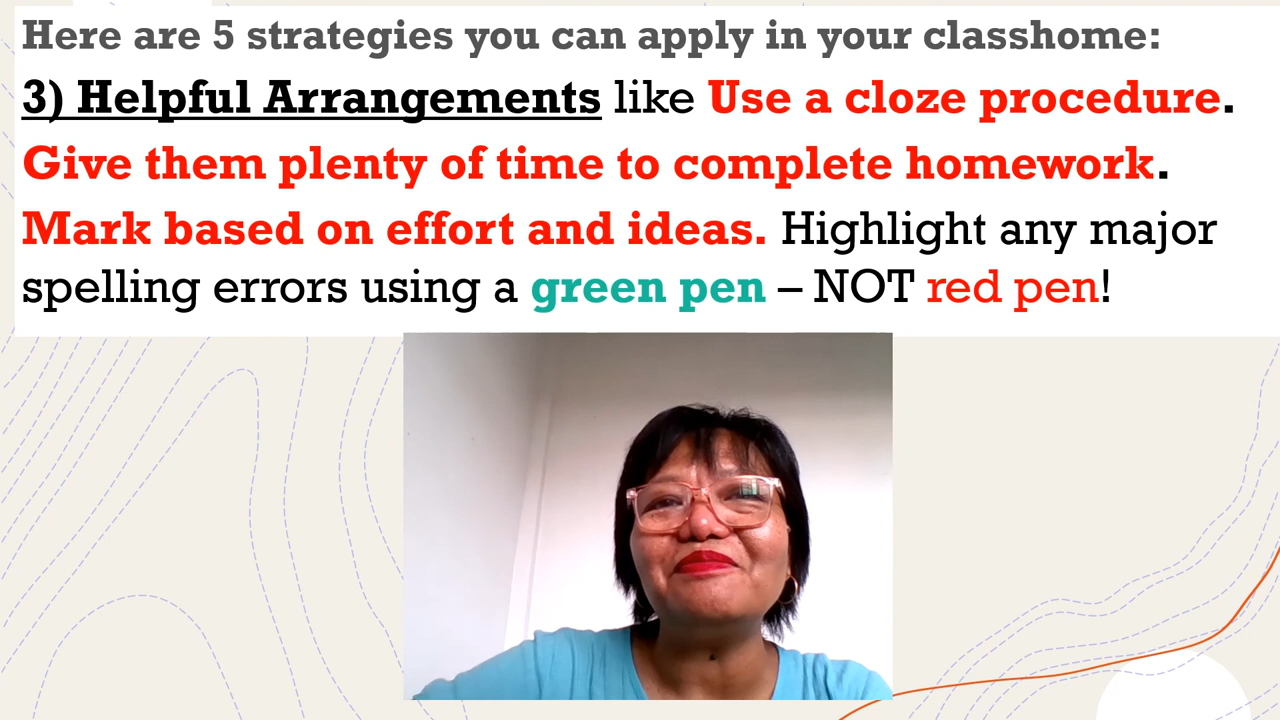 Here are 5 strategies you can apply in your classhome:
3) Helpful Arrangements like Use a cloze procedure.
Give them plenty of time to complete homework.
Mark based on effort and ideas. Highlight any major
spelling errors using a green pen – NOT red pen!